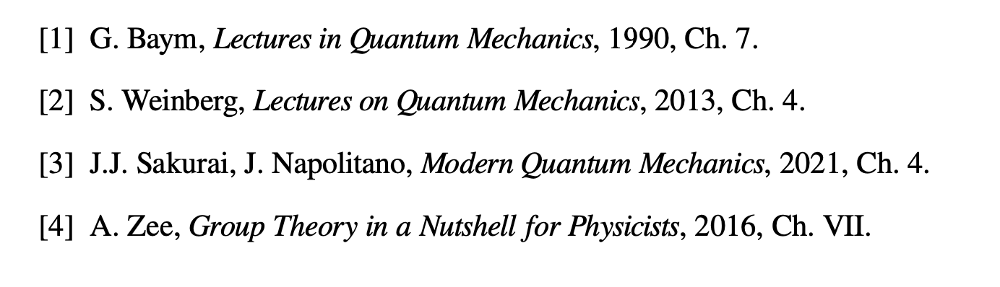 [1] G. Baym, Lectures in Quantum Mechanics, 1990, Ch. 7.
[2] S. Weinberg, Lectures on Quantum Mechanics, 2013, Ch. 4.
[3] J.J. Sakurai, J. Napolitano, Modern Quantum Mechanics, 2021, Ch. 4.
[4] A. Zee, Group Theory in a Nutshell for Physicists, 2016, Ch. VII.